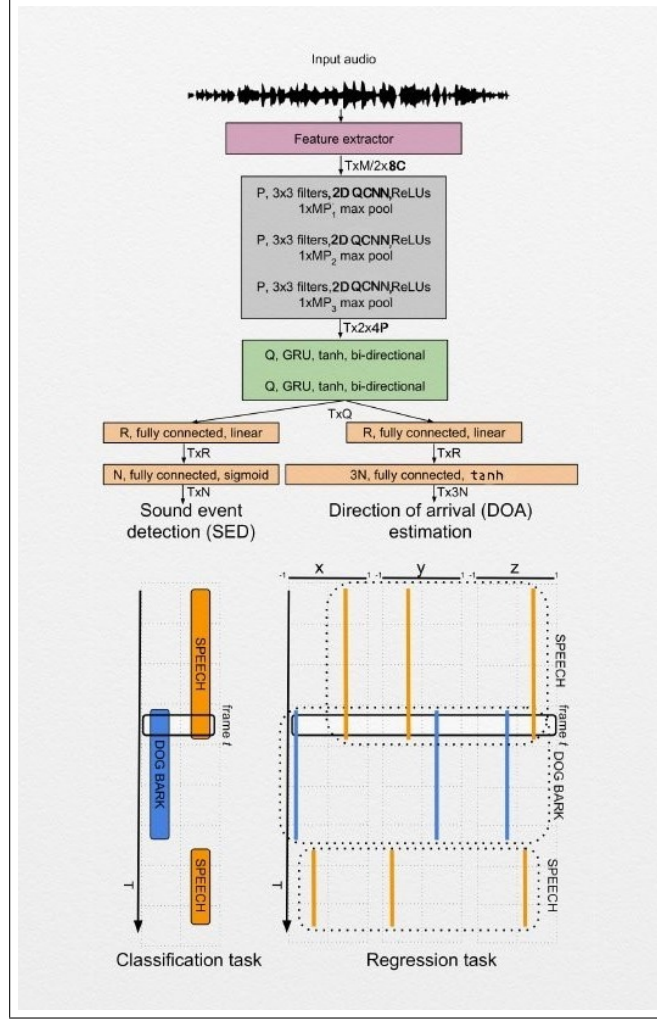 Input audio
Feature extractor
TxM/2x8C
P, 3x3 filters,2D QCNN,ReLUs
1xMP1 max pool
P, 3x3 filters,2D QCNN,ReLUs
1xMP2 max pool
P, 3x3 filters,2D QCNN,ReLUs
1xMP3 max pool
Tx2x4P
Q, GRU, tanh, bi-directional
Q, GRU, tanh, bi-directional
TxQ
R, fully connected, linear
R, fully connected, linear
TxR
TxR
N, fully connected, sigmoid
3N, fully connected, tanh
TxN
Tx3N
Sound event
detection (SED)
Direction of arrival (DOA)
estimation
-1 x 1 -1 y 1 -1 z 1
SPEECH
SPEECH
frame t
frame t
DOG BARK
DOG BARK
SPEECH
SPEECH
T
T
Classification task
Regression task